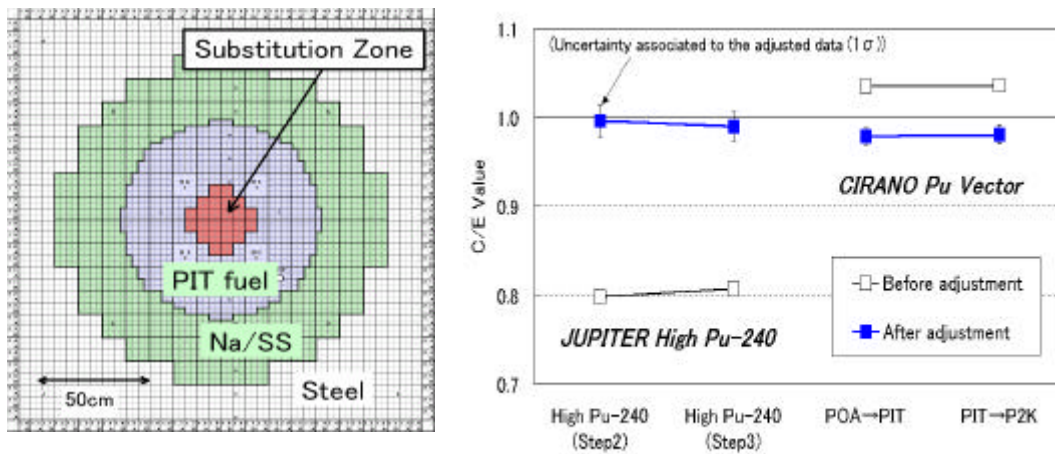 Substitution Zone
PIT fuel
Na/SS
Steel
50cm
1.1
(Uncertainty associated to the adjusted data (1σ))
1.0
CIRANO Pu Vector
0.9
C/E Value
Before adjustment
After adjustment
0.8
JUPITER High Pu-240
0.7
High Pu-240
(Step2)
High Pu-240
(Step3)
POA→PIT
PIT→P2K